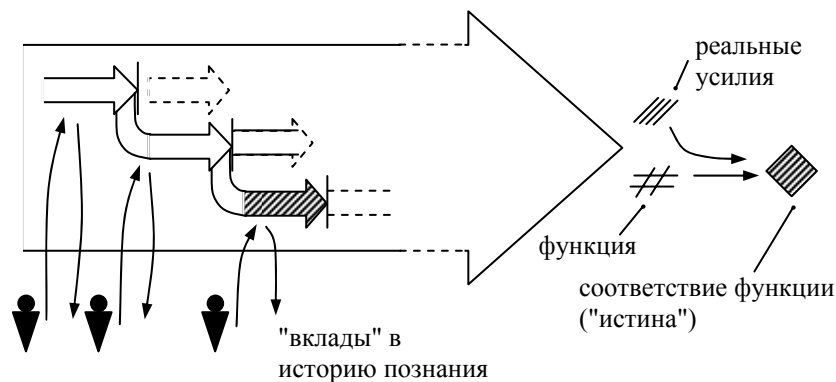 реальные
усилия
функция
соответствие функции
("истина")
"вклады" в
историю познания